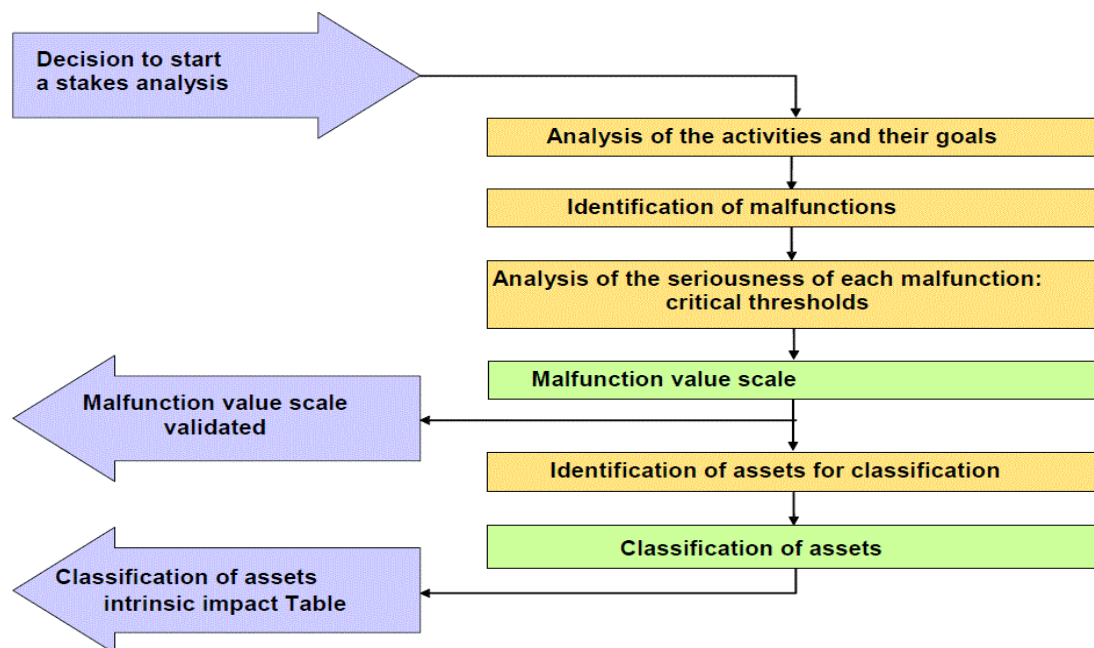 Decision to start
a stakes analysis
Analysis of the activities and their goals
Identification of malfunctions
Analysis of the seriousness of each malfunction:
critical thresholds
Malfunction value scale
Malfunction value scale
validated
Identification of assets for classification
Classification of assets
Classification of assets
intrinsic impact Table